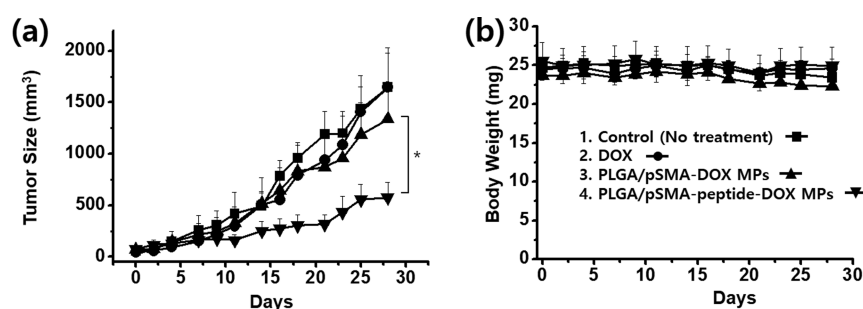 (a)
Tumor Size (mm³)
2000
1500
1000
500
0
0 5 10 15 20 25 30
Days
*
(b)
Body Weight (mg)
30
25
20
15
10
5
0
1. Control (No treatment)
2. DOX
3. PLGA/pSMA-DOX MPs
4. PLGA/pSMA-peptide-DOX MPs
0 5 10 15 20 25 30
Days